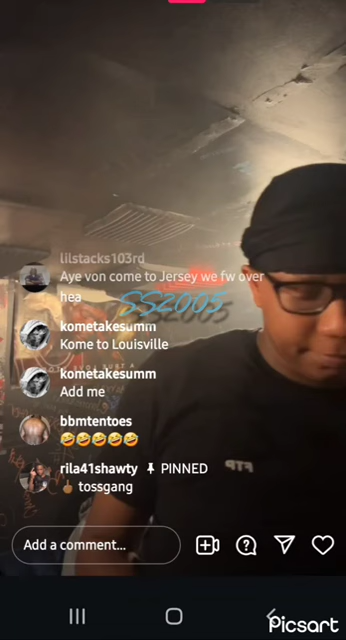 lilstacks103rd
Aye von come to Jersey we fw over
hea
SS2005
kometakesumm
Kome to Louisville
kometakesumm
Add me
bbmtentoes
🤣🤣🤣🤣🤣
rila41shawty PINNED
🖕🏾 tossgang
Add a comment...
Picsart